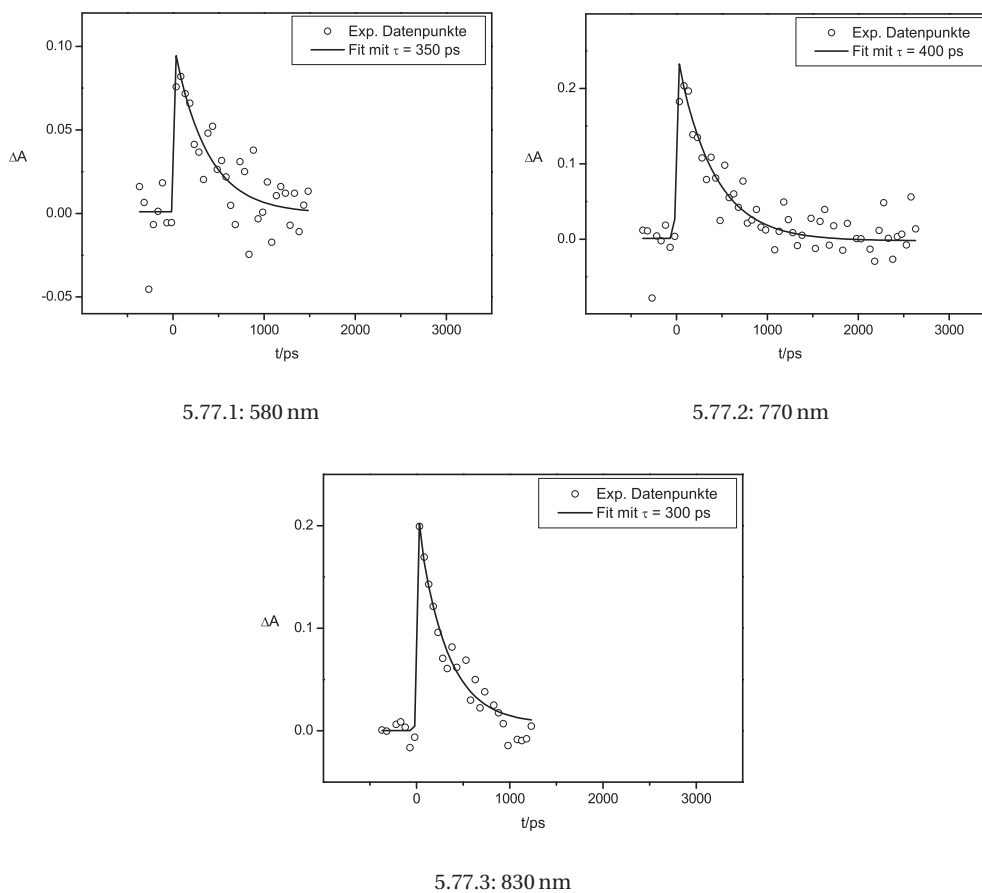 Exp. Datenpunkte
Fit mit τ = 350 ps
0.10
0.05
0.00
-0.05
ΔA
0
1000
2000
3000
t/ps
5.77.1: 580 nm
Exp. Datenpunkte
Fit mit τ = 400 ps
0.2
0.1
0.0
ΔA
0
1000
2000
3000
t/ps
5.77.2: 770 nm
Exp. Datenpunkte
Fit mit τ = 300 ps
0.2
0.1
0.0
ΔA
0
1000
2000
3000
t/ps
5.77.3: 830 nm